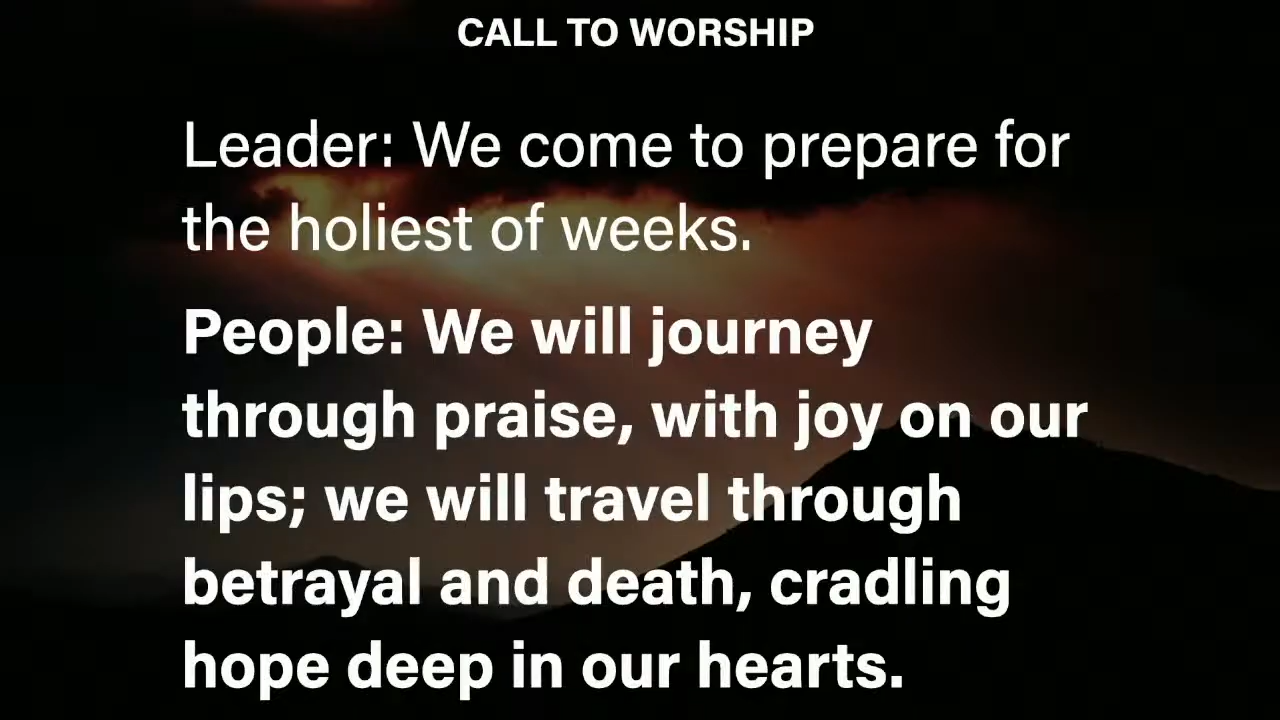 CALL TO WORSHIP
Leader: We come to prepare for
the holiest of weeks.
People: We will journey
through praise, with joy on our
lips; we will travel through
betrayal and death, cradling
hope deep in our hearts.